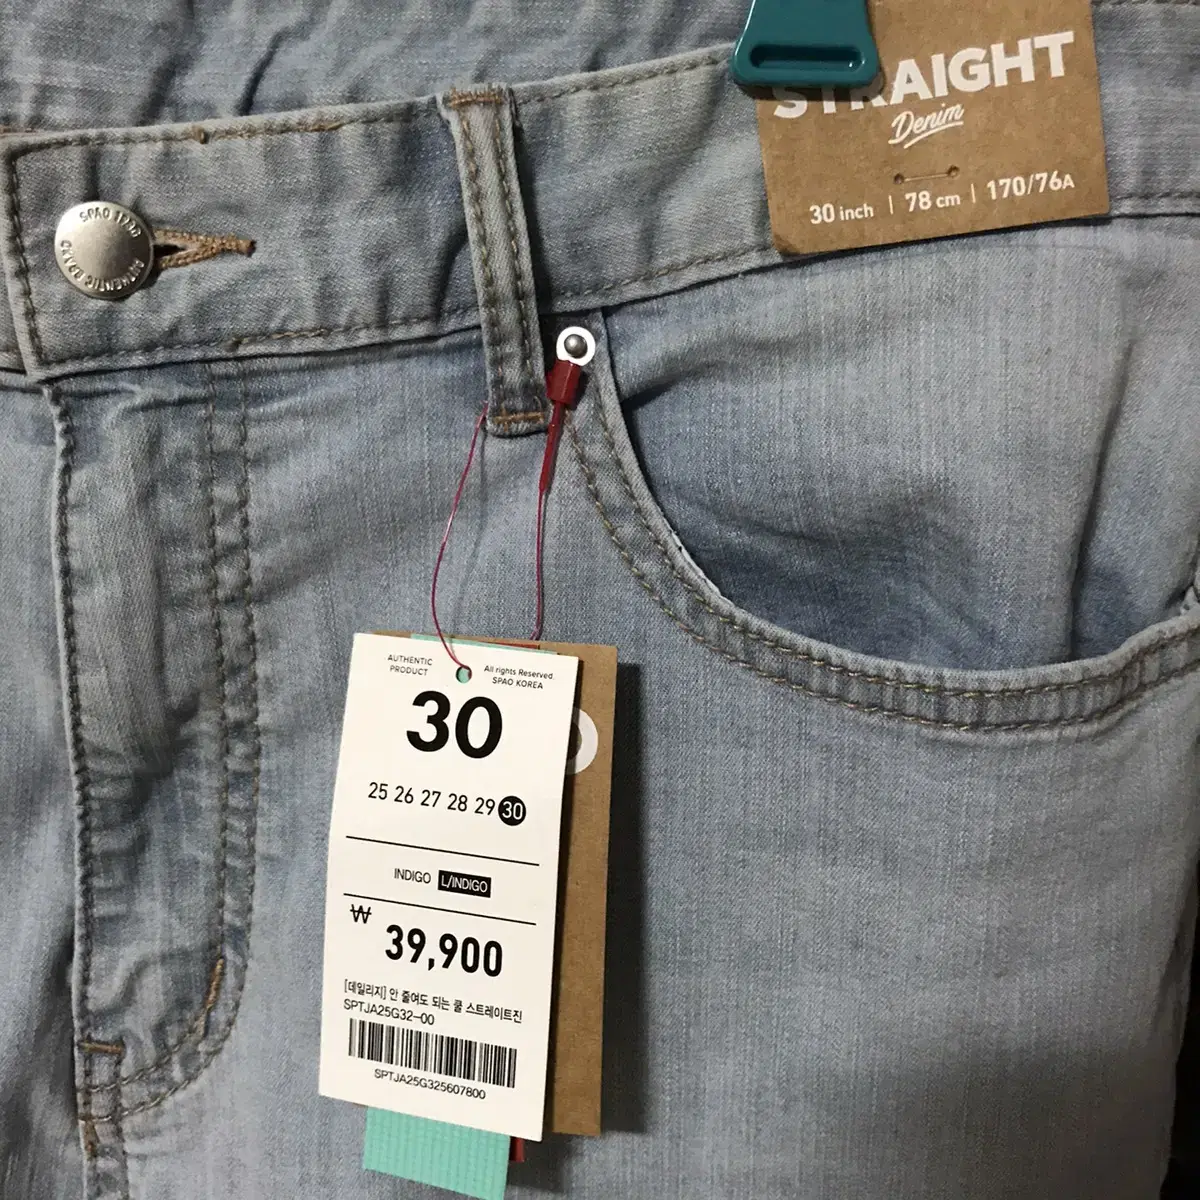 STRAIGHT
Denim
30 inch | 78 cm | 170/76A
SPAO
AUTHENTIC
AUTHENTIC
PRODUCT
All rights Reserved.
SPAO KOREA
30
25 26 27 28 29 30
INDIGO L/INDIGO
₩
39,900
[데일리지] 안 줄여도 되는 쿨 스트레이트진
SPTJA25G32-00
SPTJA25G325607800